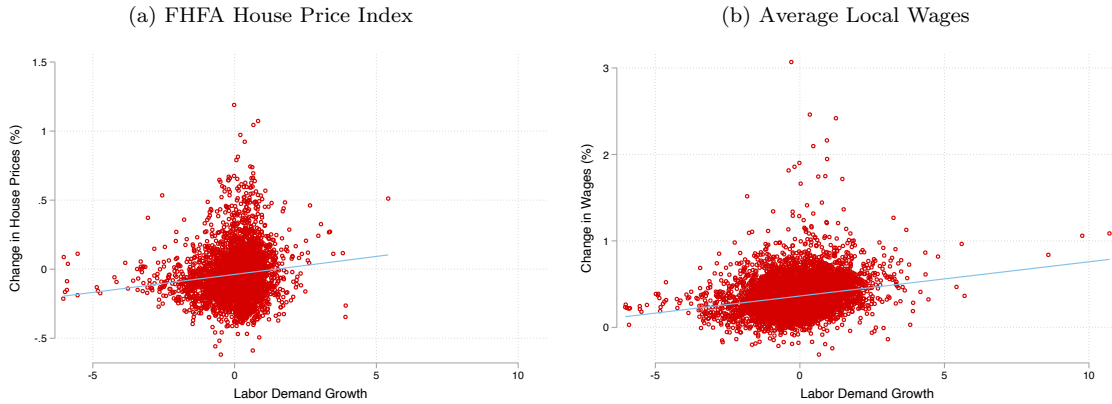 (a) FHFA House Price Index
1.5
1
.5
0
-.5
Change in House Prices (%)
-5 0 5 10
Labor Demand Growth
(b) Average Local Wages
3
2
1
0
Change in Wages (%)
-5 0 5 10
Labor Demand Growth